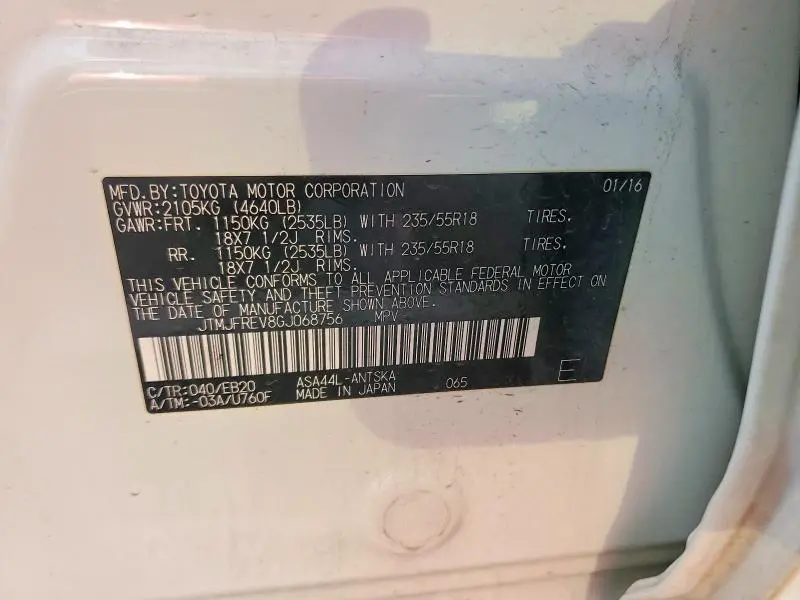 MFD. BY: TOYOTA MOTOR CORPORATION 01/16
GVWR: 2105KG (4640LB)
GAWR: FRT. 1150KG (2535LB) WITH 235/55R18 TIRES.
18X7 1/2J RIMS.
RR. 1150KG (2535LB) WITH 235/55R18 TIRES.
18X7 1/2J RIMS.
THIS VEHICLE CONFORMS TO ALL APPLICABLE FEDERAL MOTOR
VEHICLE SAFETY AND THEFT PREVENTION STANDARDS IN EFFECT ON
THE DATE OF MANUFACTURE SHOWN ABOVE.
JTMJFREV8GJ068756 MPV
C/TR: 040/EB20 ASA44L-ANTSKA 065 E
A/TM: -03A/U760F MADE IN JAPAN